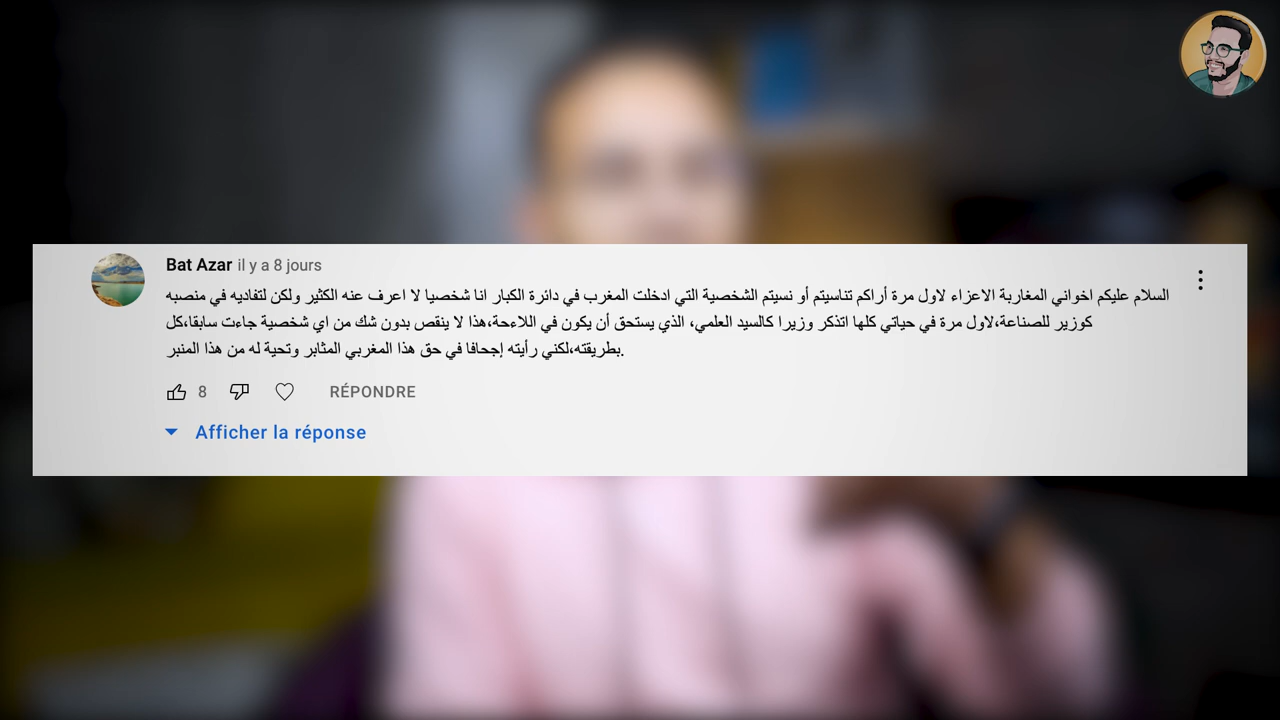 Bat Azar il y a 8 jours
السلام عليكم اخواني المغاربة الاعزاء لاول مرة أراكم تناسيتم أو نسيتم الشخصية التي ادخلت المغرب في دائرة الكبار انا شخصيا لا اعرف عنه الكثير ولكن لتفاديه في منصبه
كوزير للصناعة،لاول مرة في حياتي كلها اتذكر وزيرا كالسيد العلمي، الذي يستحق أن يكون في اللاءحة،هذا لا ينقص بدون شك من اي شخصية جاءت سابقا،كل
بطريقته،لكني رأيته إجحافا في حق هذا المغربي المثابر وتحية له من هذا المنبر.
8 RÉPONDRE
Afficher la réponse